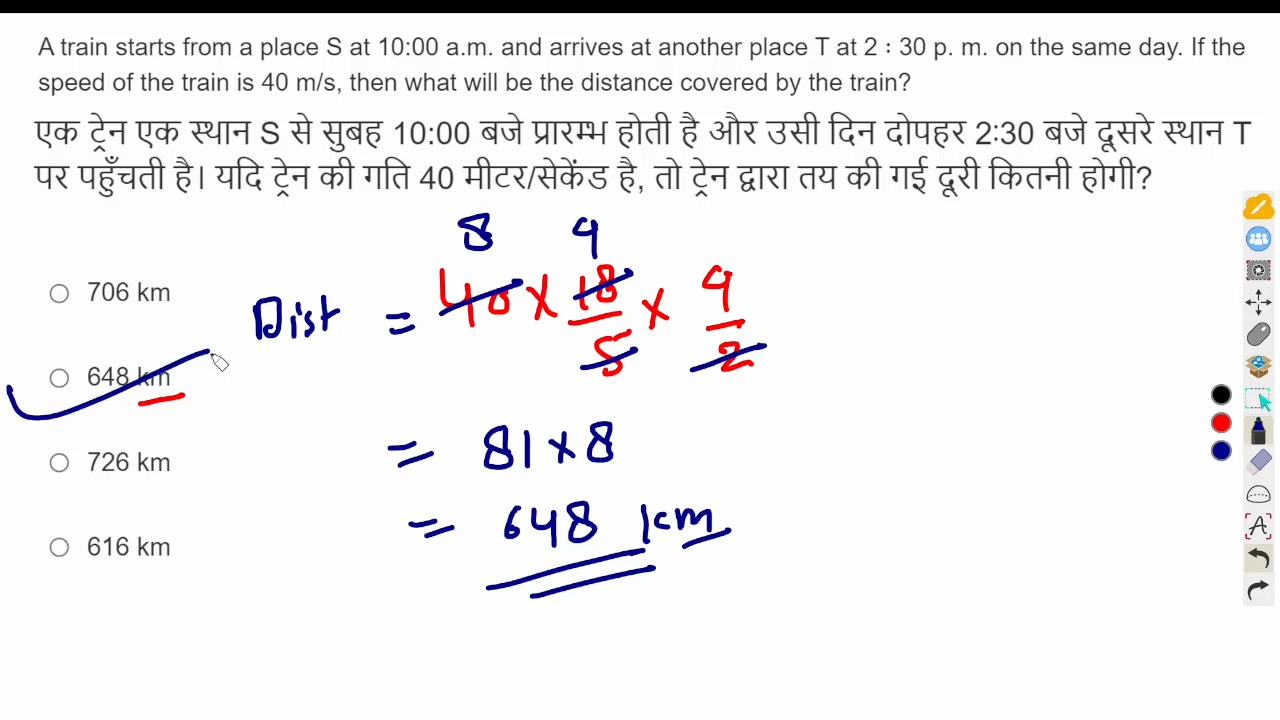 A train starts from a place S at 10:00 a.m. and arrives at another place T at 2 : 30 p. m. on the same day. If the
speed of the train is 40 m/s, then what will be the distance covered by the train?
एक ट्रेन एक स्थान S से सुबह 10:00 बजे प्रारम्भ होती है और उसी दिन दोपहर 2:30 बजे दूसरे स्थान T
पर पहुँचती है। यदि ट्रेन की गति 40 मीटर/सेकेंड है, तो ट्रेन द्वारा तय की गई दूरी कितनी होगी?
706 km
648 km
726 km
616 km
8 9
Dist = 40 x 18/5 x 9/2
= 81 x 8
= 648 km
A